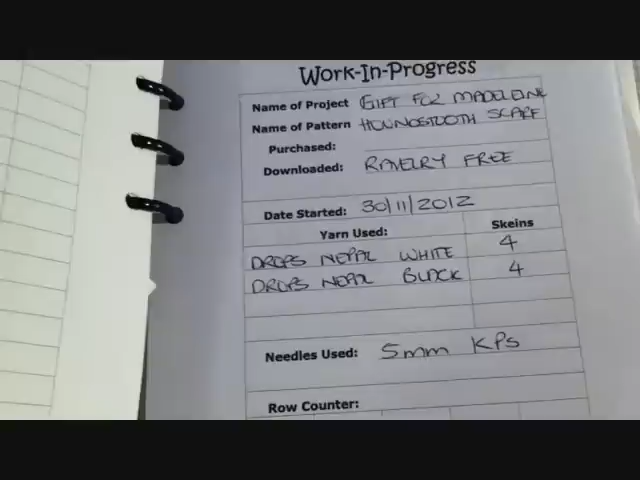 Work-In-Progress
Name of Project GIFT FOR MADELEINE
Name of Pattern HOUNDSTOOTH SCARF
Purchased:
Downloaded: RAVELRY FREE
Date Started: 30/11/2012
Yarn Used: Skeins
DROPS NEPAL WHITE 4
DROPS NEPAL BLACK 4
Needles Used: 5mm KPs
Row Counter: